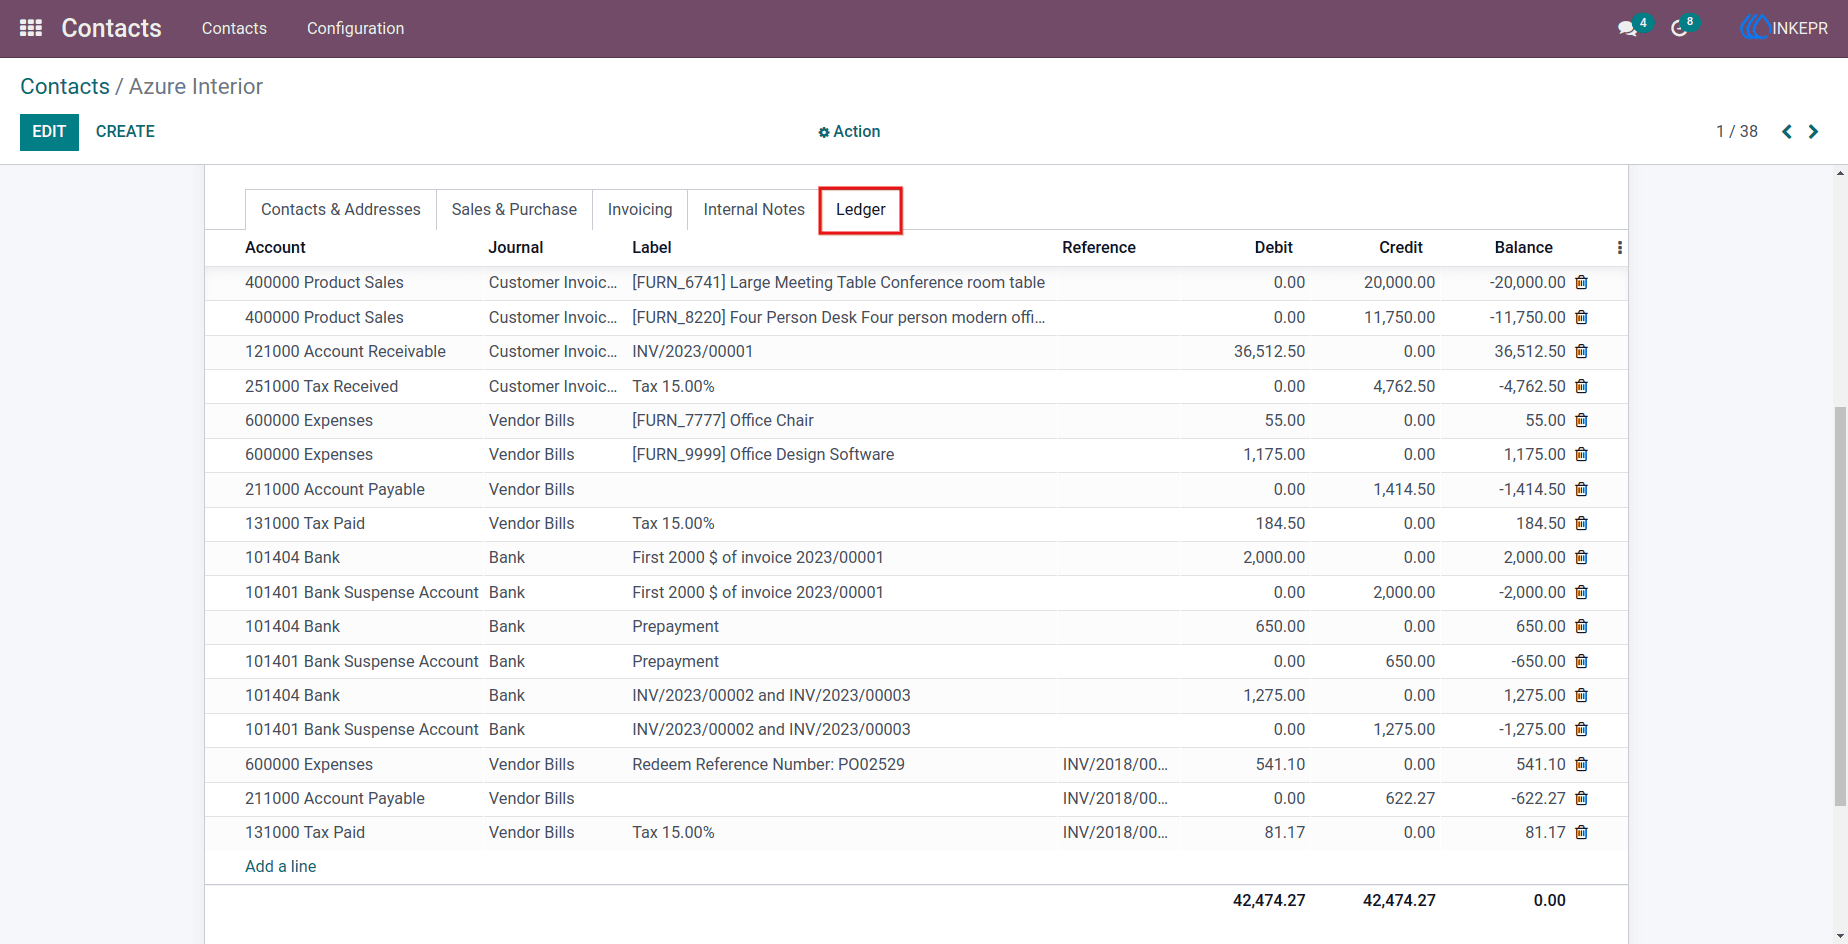 Contacts Contacts Configuration 4 8 INKEPR
Contacts / Azure Interior
EDIT CREATE Action 1 / 38
Contacts & Addresses Sales & Purchase Invoicing Internal Notes Ledger
Account Journal Label Reference Debit Credit Balance
400000 Product Sales Customer Invoic... [FURN_6741] Large Meeting Table Conference room table 0.00 20,000.00 -20,000.00
400000 Product Sales Customer Invoic... [FURN_8220] Four Person Desk Four person modern offi... 0.00 11,750.00 -11,750.00
121000 Account Receivable Customer Invoic... INV/2023/00001 36,512.50 0.00 36,512.50
251000 Tax Received Customer Invoic... Tax 15.00% 0.00 4,762.50 -4,762.50
600000 Expenses Vendor Bills [FURN_7777] Office Chair 55.00 0.00 55.00
600000 Expenses Vendor Bills [FURN_9999] Office Design Software 1,175.00 0.00 1,175.00
211000 Account Payable Vendor Bills 0.00 1,414.50 -1,414.50
131000 Tax Paid Vendor Bills Tax 15.00% 184.50 0.00 184.50
101404 Bank Bank First 2000 $ of invoice 2023/00001 2,000.00 0.00 2,000.00
101401 Bank Suspense Account Bank First 2000 $ of invoice 2023/00001 0.00 2,000.00 -2,000.00
101404 Bank Bank Prepayment 650.00 0.00 650.00
101401 Bank Suspense Account Bank Prepayment 0.00 650.00 -650.00
101404 Bank Bank INV/2023/00002 and INV/2023/00003 1,275.00 0.00 1,275.00
101401 Bank Suspense Account Bank INV/2023/00002 and INV/2023/00003 0.00 1,275.00 -1,275.00
600000 Expenses Vendor Bills Redeem Reference Number: PO02529 INV/2018/00... 541.10 0.00 541.10
211000 Account Payable Vendor Bills INV/2018/00... 0.00 622.27 -622.27
131000 Tax Paid Vendor Bills Tax 15.00% INV/2018/00... 81.17 0.00 81.17
Add a line
42,474.27 42,474.27 0.00